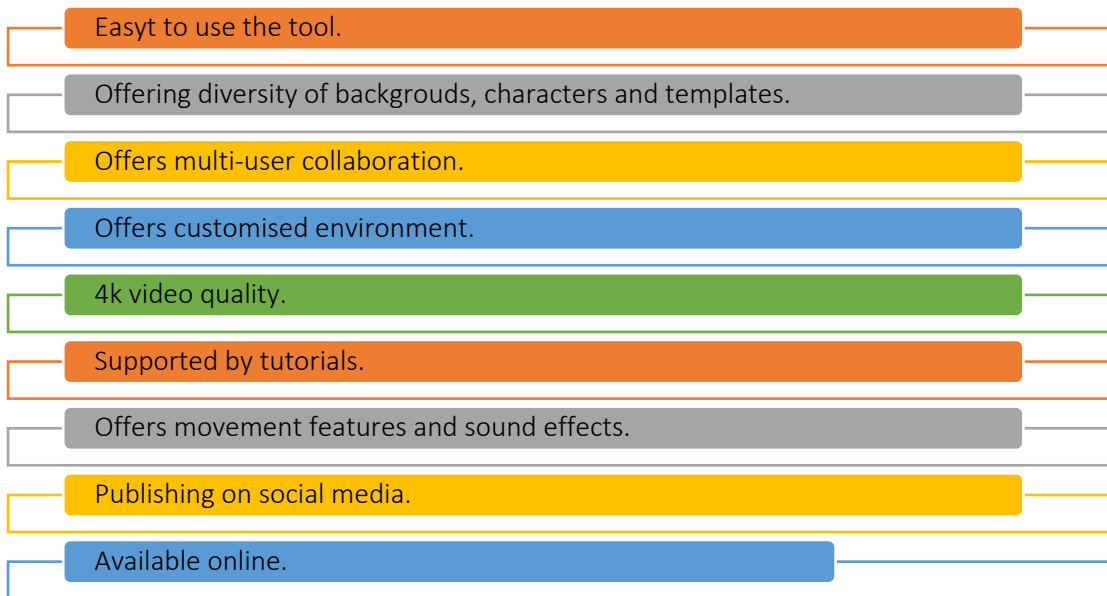 Easyt to use the tool.
Offering diversity of backgrouds, characters and templates.
Offers multi-user collaboration.
Offers customised environment.
4k video quality.
Supported by tutorials.
Offers movement features and sound effects.
Publishing on social media.
Available online.